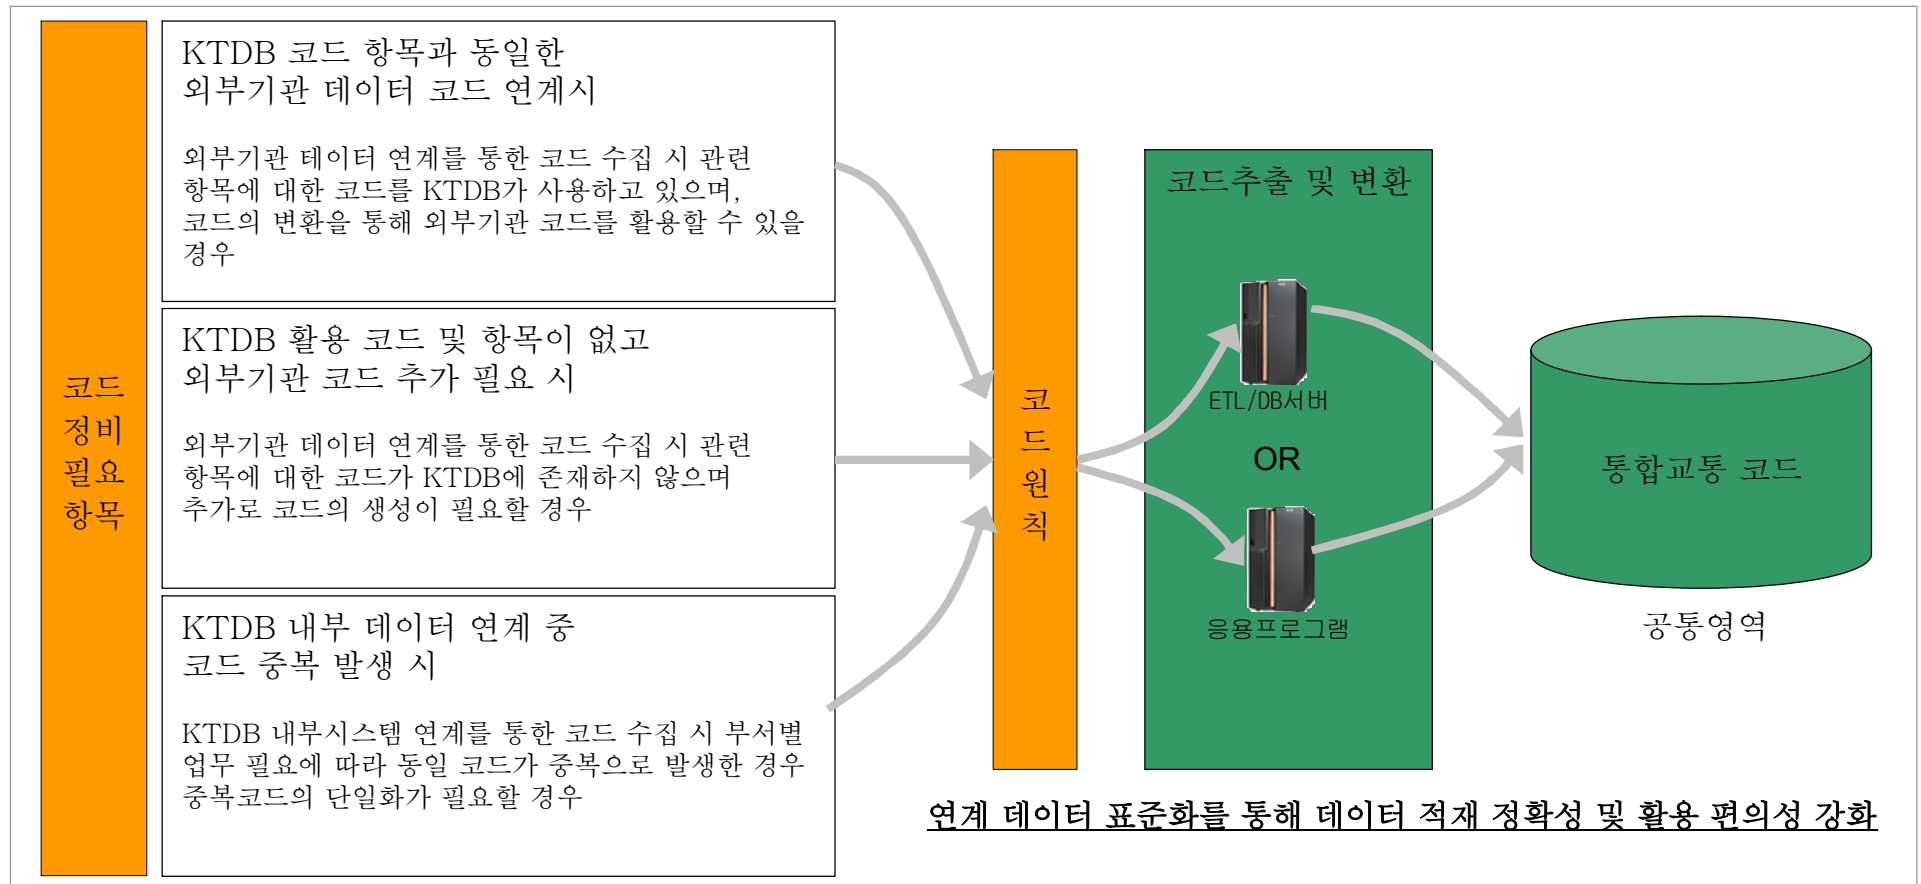 코드
정비
필요
항목
KTDB 코드 항목과 동일한
외부기관 데이터 코드 연계시
외부기관 데이터 연계를 통한 코드 수집 시 관련
항목에 대한 코드를 KTDB가 사용하고 있으며,
코드의 변환을 통해 외부기관 코드를 활용할 수 있을
경우
KTDB 활용 코드 및 항목이 없고
외부기관 코드 추가 필요 시
외부기관 데이터 연계를 통한 코드 수집 시 관련
항목에 대한 코드가 KTDB에 존재하지 않으며
추가로 코드의 생성이 필요할 경우
KTDB 내부 데이터 연계 중
코드 중복 발생 시
KTDB 내부시스템 연계를 통한 코드 수집 시 부서별
업무 필요에 따라 동일 코드가 중복으로 발생한 경우
중복코드의 단일화가 필요할 경우
코
드
원
칙
코드추출 및 변환
ETL/DB서버
OR
응용프로그램
통합교통 코드
공통영역
연계 데이터 표준화를 통해 데이터 적재 정확성 및 활용 편의성 강화